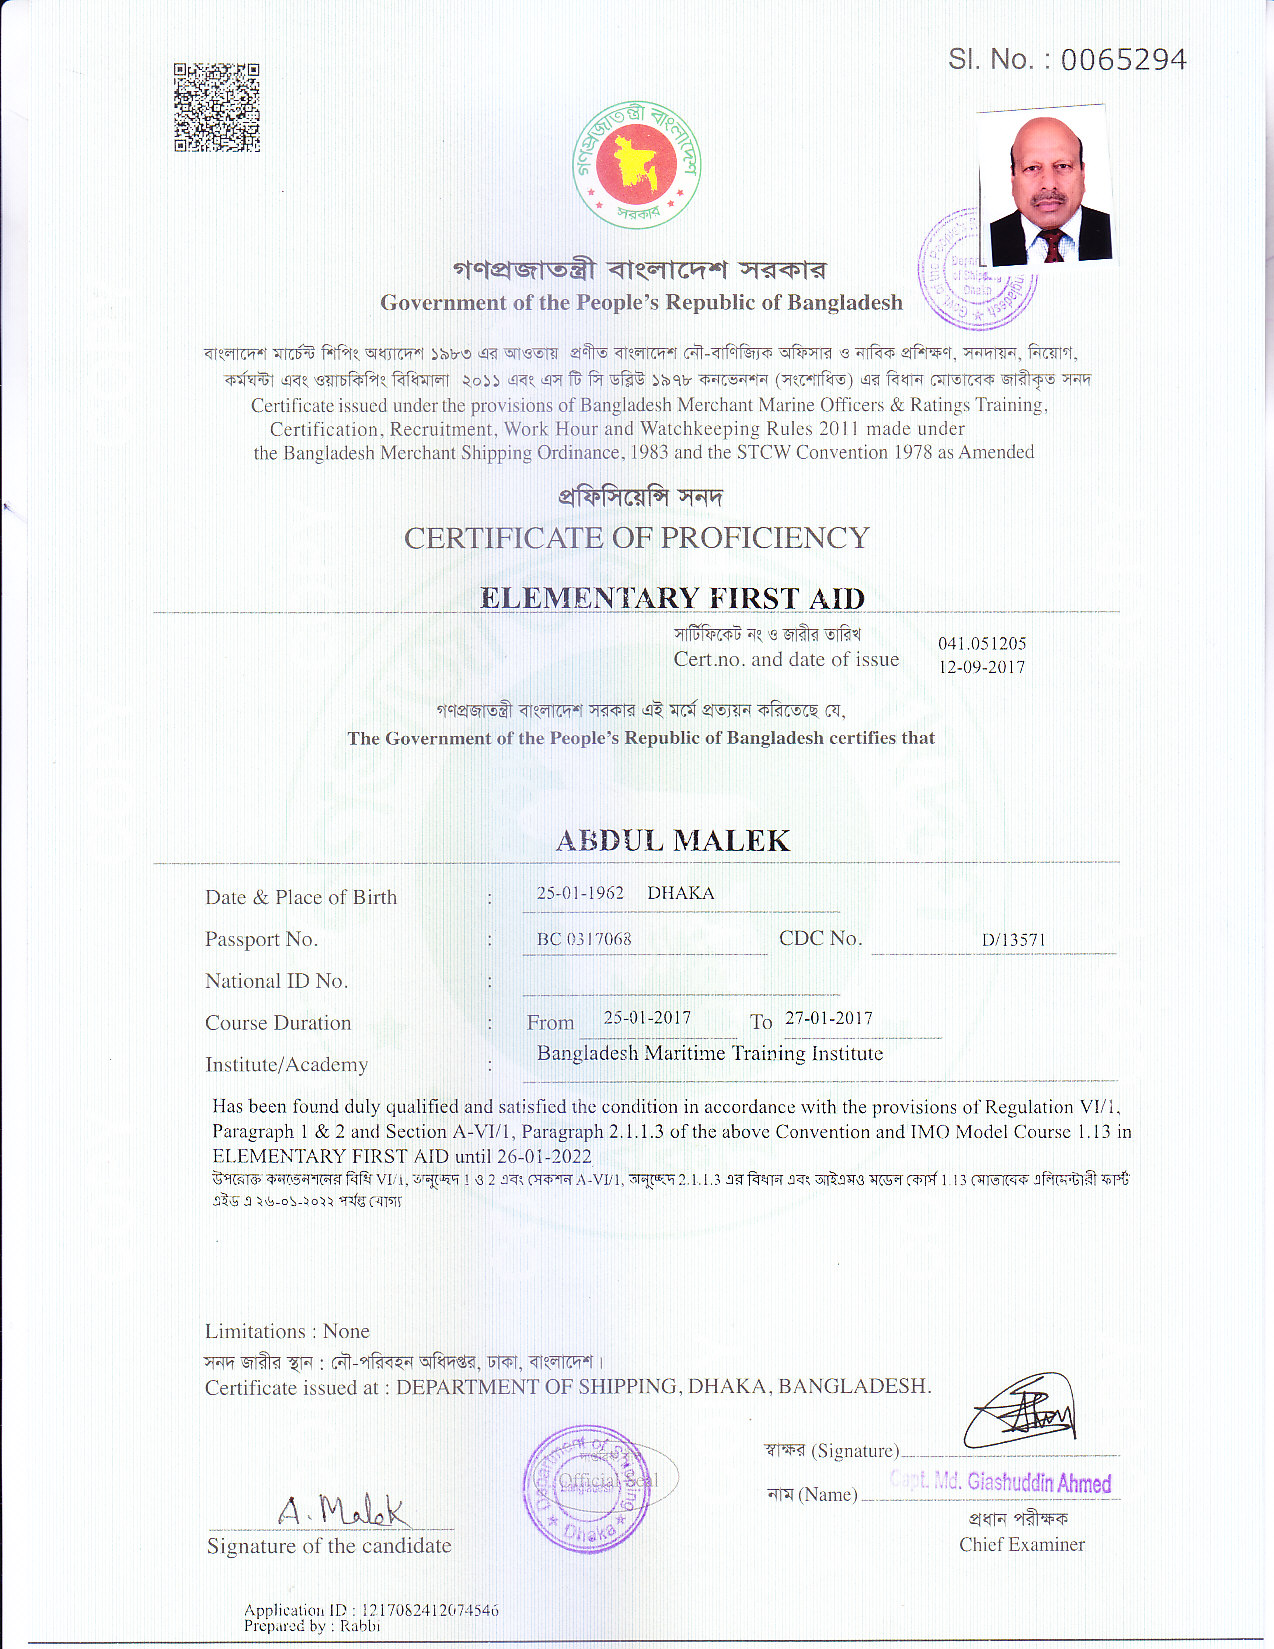 Sl. No. : 0065294
গণপ্রজাতন্ত্রী বাংলাদেশ
সরকার
গণপ্রজাতন্ত্রী বাংলাদেশ সরকার
Government of the People's Republic of Bangladesh
বাংলাদেশ মার্চেন্ট শিপিং অধ্যাদেশ ১৯৮৩ এর আওতায় প্রণীত বাংলাদেশ নৌ-বাণিজ্যিক অফিসার ও নাবিক প্রশিক্ষণ, সনদায়ন, নিয়োগ,
কর্মঘন্টা এবং ওয়াচকিপিং বিধিমালা ২০১১ এবং এস টি সি ডব্লিউ ১৯৭৮ কনভেনশন (সংশোধিত) এর বিধান মোতাবেক জারীকৃত সনদ
Certificate issued under the provisions of Bangladesh Merchant Marine Officers & Ratings Training,
Certification, Recruitment, Work Hour and Watchkeeping Rules 2011 made under
the Bangladesh Merchant Shipping Ordinance, 1983 and the STCW Convention 1978 as Amended
প্রফিসিয়েন্সি সনদ
CERTIFICATE OF PROFICIENCY
ELEMENTARY FIRST AID
সার্টিফিকেট নং ও জারীর তারিখ
Cert.no. and date of issue
041.051205
12-09-2017
গণপ্রজাতন্ত্রী বাংলাদেশ সরকার এই মর্মে প্রত্যয়ন করিতেছে যে,
The Government of the People's Republic of Bangladesh certifies that
ABDUL MALEK
Date & Place of Birth : 25-01-1962 DHAKA
Passport No. : BC 0317068 CDC No. D/13571
National ID No. :
Course Duration : From 25-01-2017 To 27-01-2017
Institute/Academy : Bangladesh Maritime Training Institute
Has been found duly qualified and satisfied the condition in accordance with the provisions of Regulation VI/1,
Paragraph 1 & 2 and Section A-VI/1, Paragraph 2.1.1.3 of the above Convention and IMO Model Course 1.13 in
ELEMENTARY FIRST AID until 26-01-2022
উপরোক্ত কনভেনশনের বিধি VI/1, অনুচ্ছেদ 1 ও 2 এবং সেকশন A-VI/1, অনুচ্ছেদ 2.1.1.3 এর বিধান এবং আইএমও মডেল কোর্স 1.13 মোতাবেক এলিমেন্টারী ফার্স্ট
এইড এ ২৬-০১-২০২২ পর্যন্ত যোগ্য
Limitations : None
সনদ জারীর স্থান : নৌ-পরিবহন অধিদপ্তর, ঢাকা, বাংলাদেশ।
Certificate issued at : DEPARTMENT OF SHIPPING, DHAKA, BANGLADESH.
স্বাক্ষর (Signature)
Department of Shipping
Official Seal
Dhaka
নাম (Name) Capt. Md. Giashuddin Ahmed
প্রধান পরীক্ষক
Chief Examiner
A. Malek
Signature of the candidate
Application ID : 1217082412074546
Prepared by : Rabbi